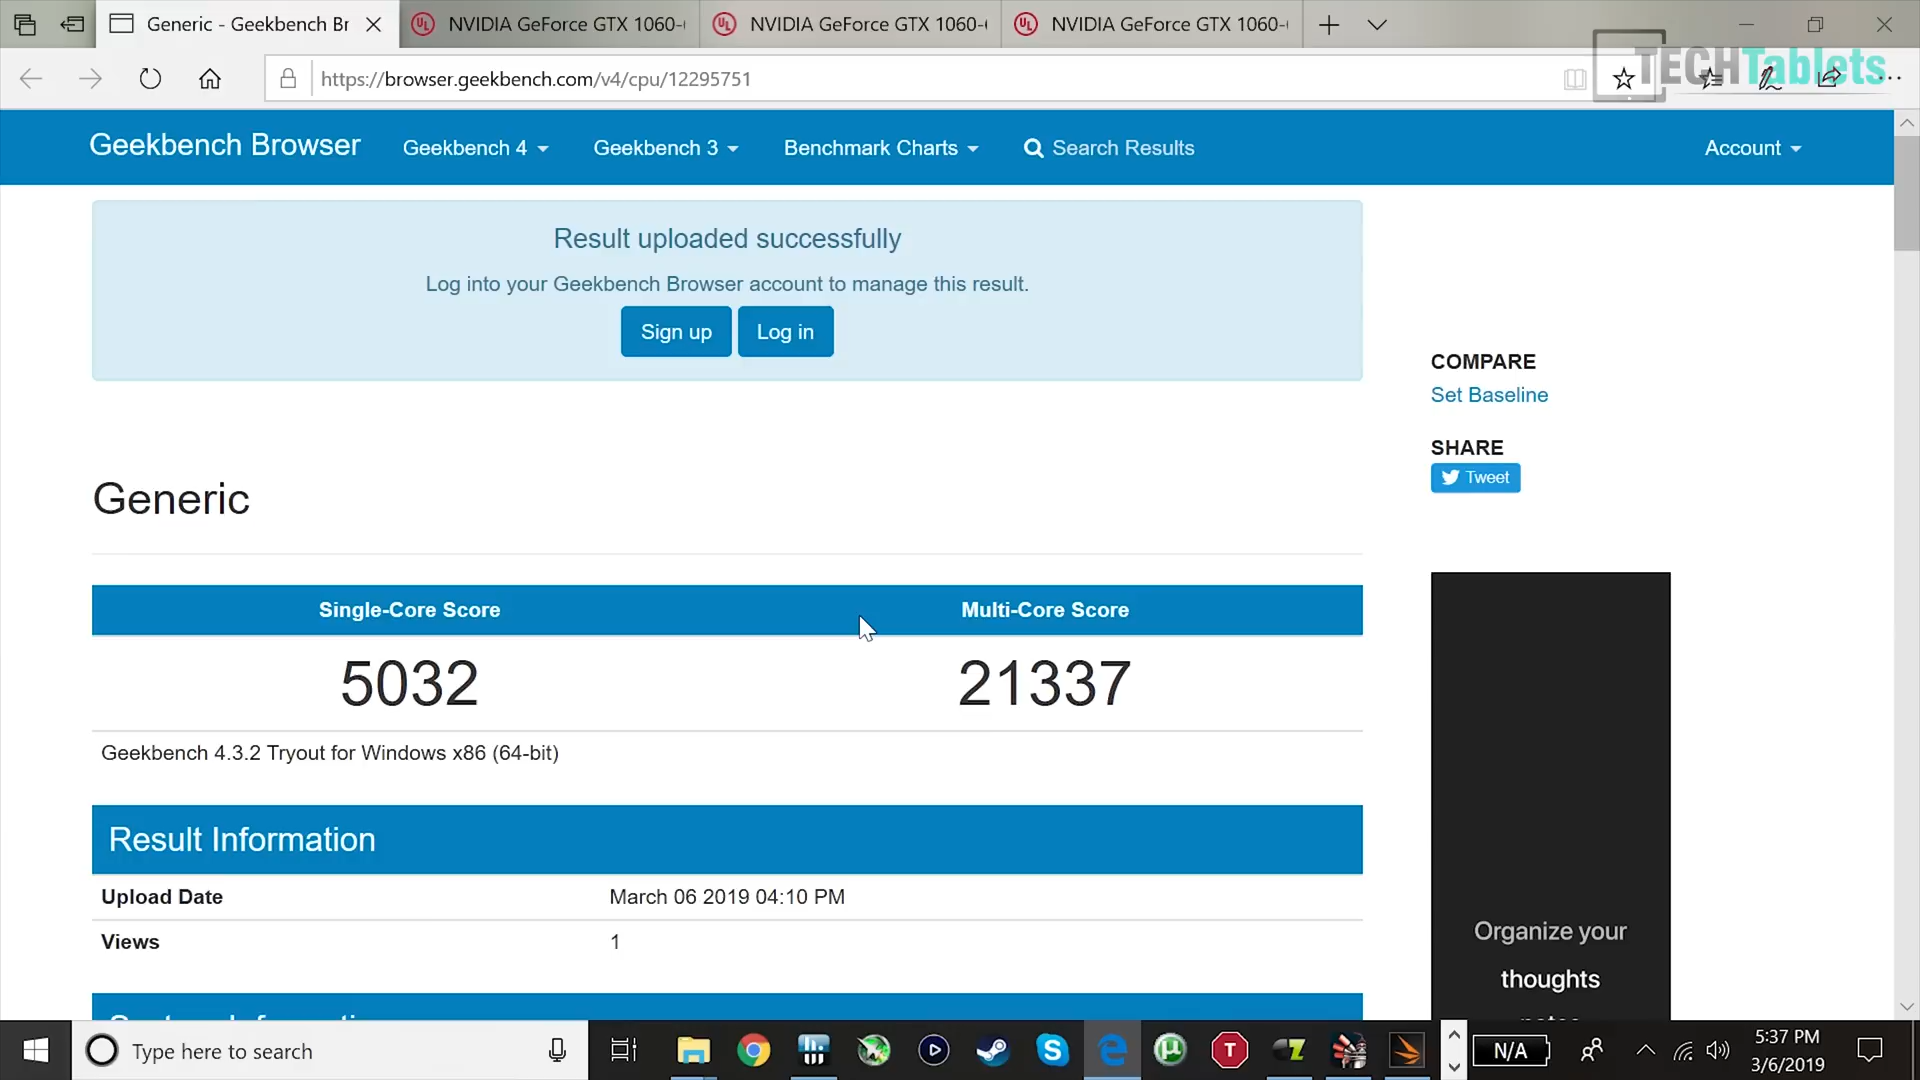 Generic - Geekbench Br
NVIDIA GeForce GTX 1060-
NVIDIA GeForce GTX 1060-
NVIDIA GeForce GTX 1060-
https://browser.geekbench.com/v4/cpu/12295751
TECHTablets
Geekbench Browser
Geekbench 4
Geekbench 3
Benchmark Charts
Search Results
Account
Result uploaded successfully
Log into your Geekbench Browser account to manage this result.
Sign up
Log in
COMPARE
Set Baseline
SHARE
Tweet
Generic
Single-Core Score
Multi-Core Score
5032
21337
Geekbench 4.3.2 Tryout for Windows x86 (64-bit)
Result Information
Upload Date
March 06 2019 04:10 PM
Views
1
Organize your
thoughts
Type here to search
N/A
5:37 PM
3/6/2019